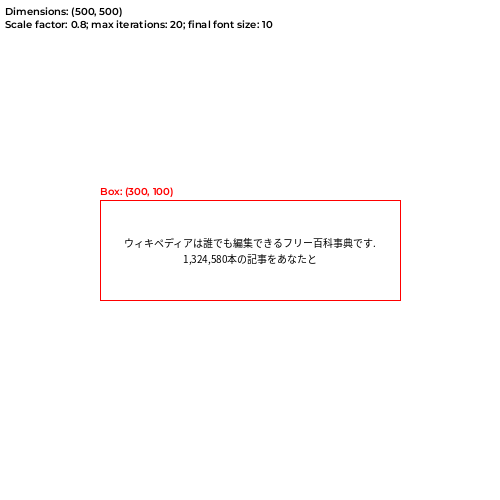 Dimensions: (500, 500)
Scale factor: 0.8; max iterations: 20; final font size: 10
Box: (300, 100)
ウィキペディアは誰でも編集できるフリー百科事典です.
1,324,580本の記事をあなたと